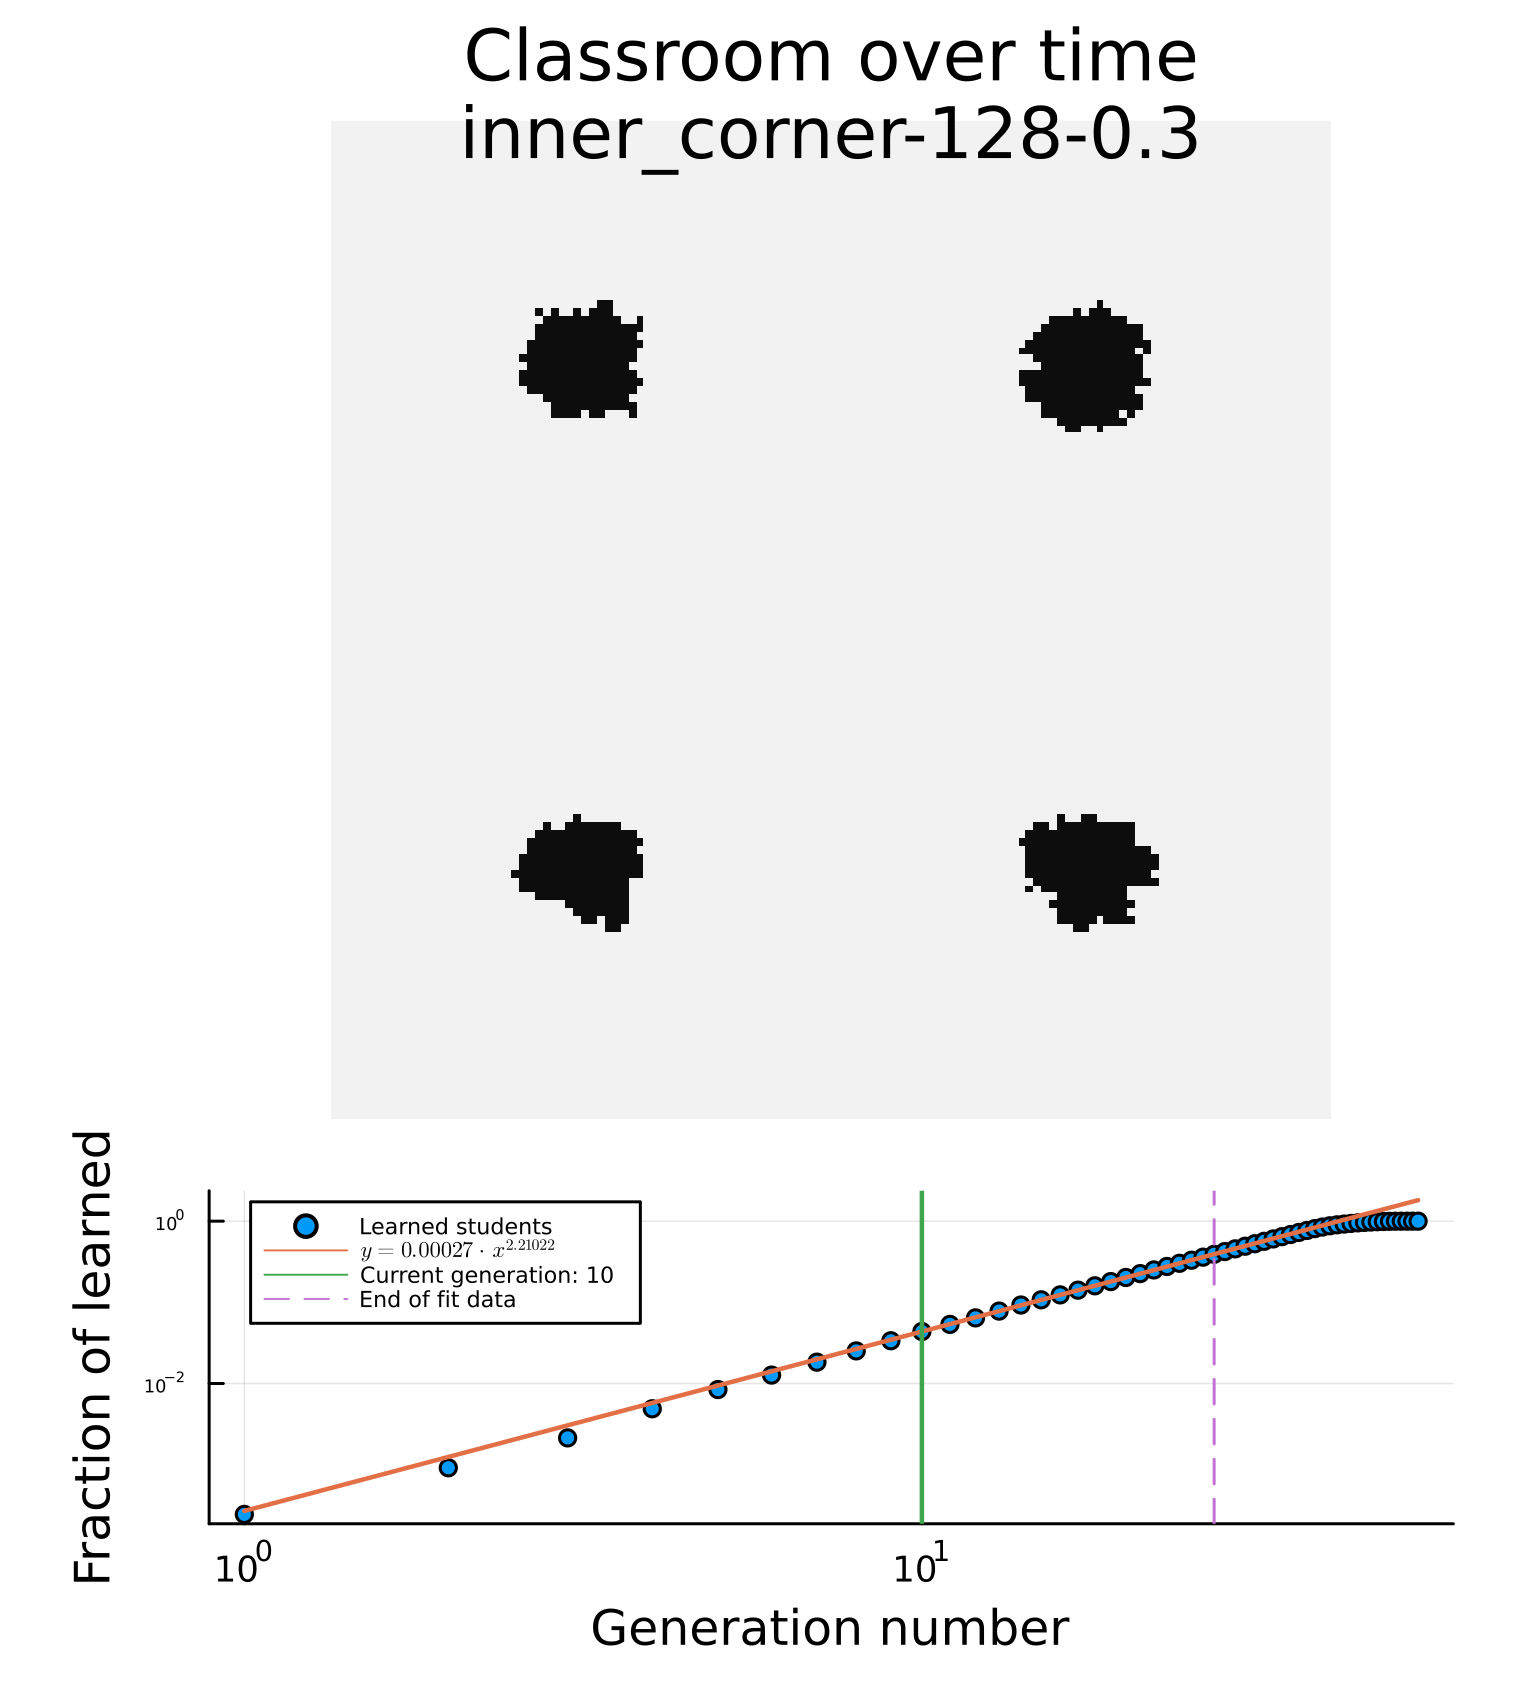 Classroom over time
inner_corner-128-0.3
Fraction of learned
10⁰
10⁻²
Learned students
y = 0.00027 · x^2.21022
Current generation: 10
End of fit data
10⁰
10¹
Generation number